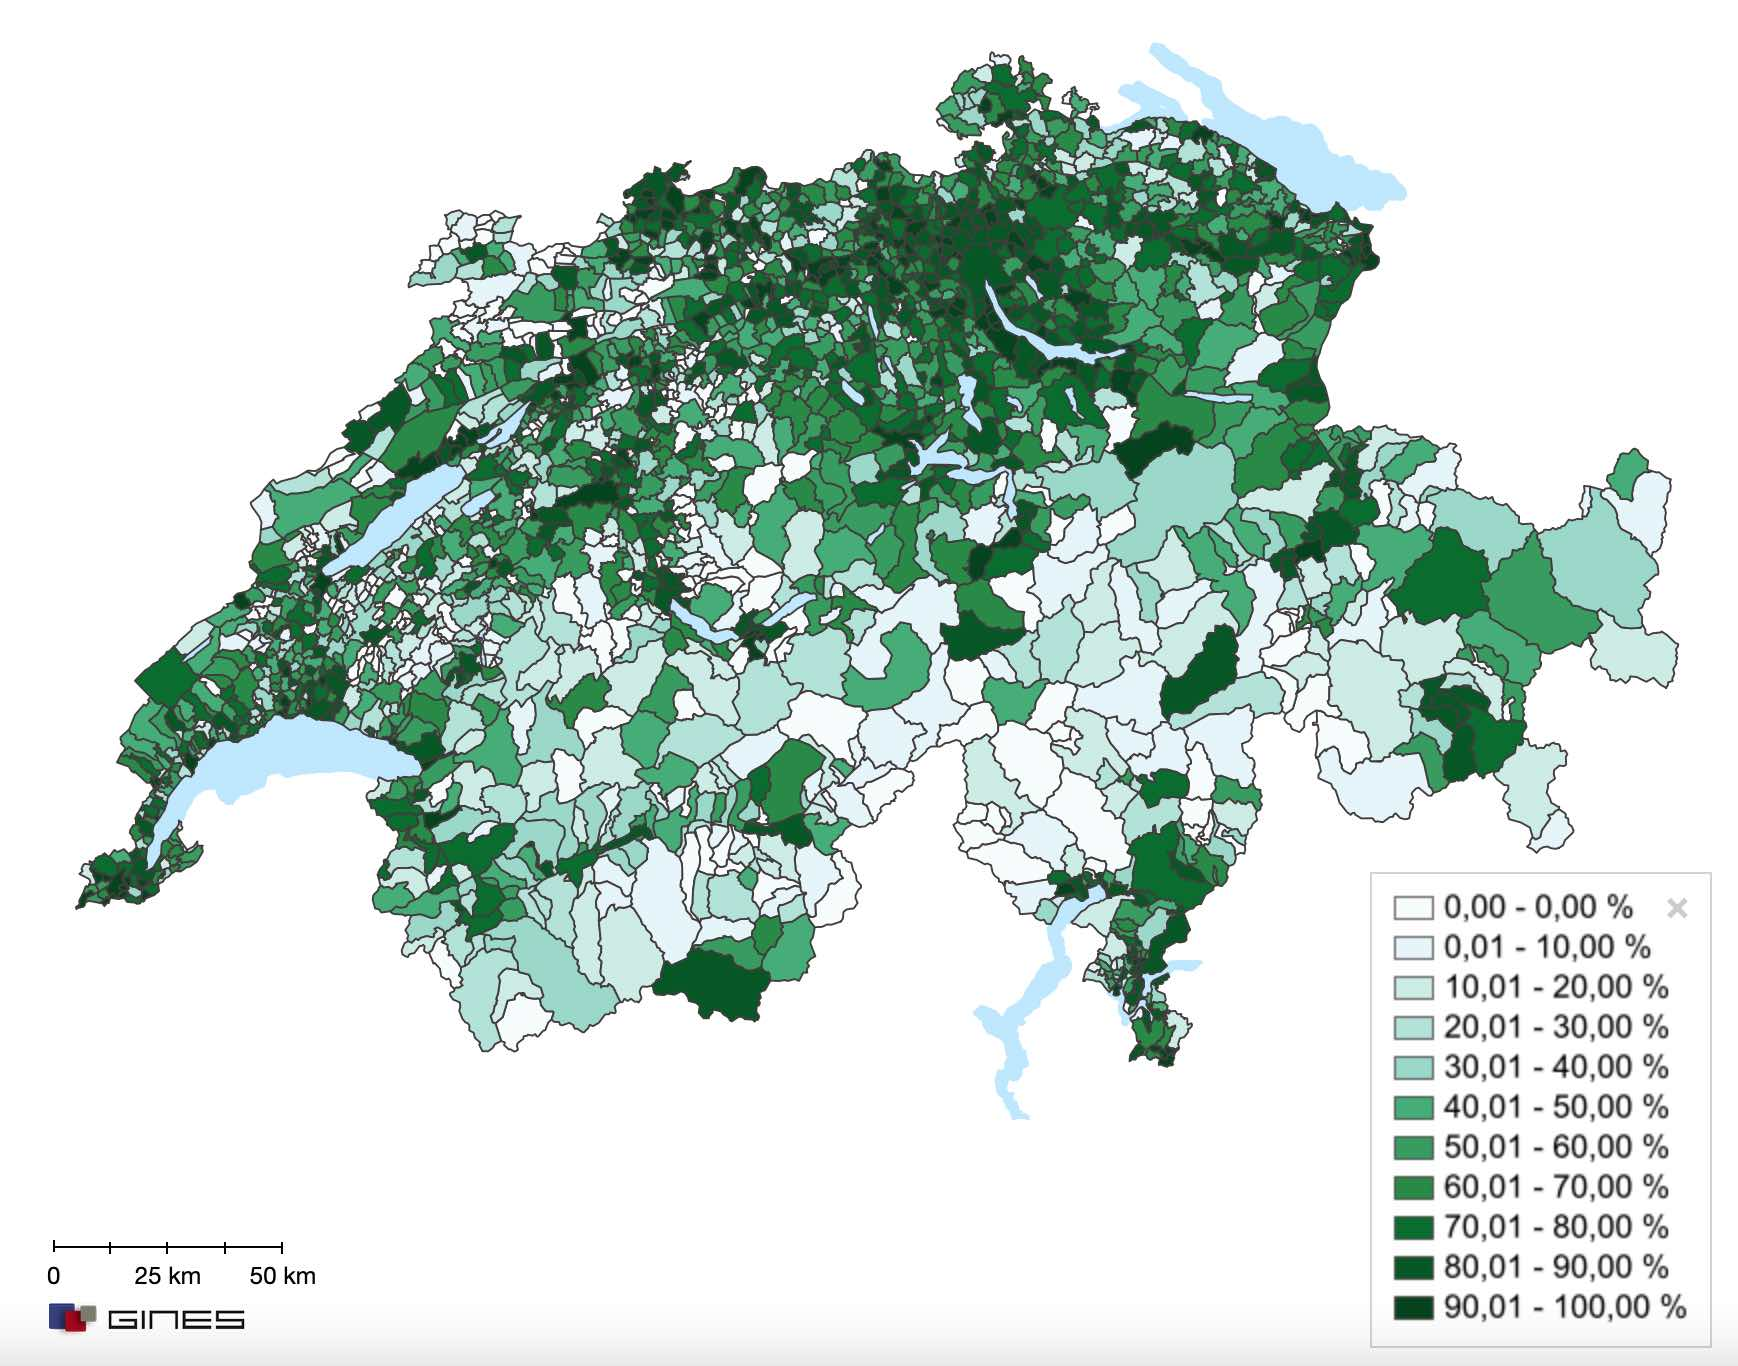 0,00 - 0,00 %
0,01 - 10,00 %
10,01 - 20,00 %
20,01 - 30,00 %
30,01 - 40,00 %
40,01 - 50,00 %
50,01 - 60,00 %
60,01 - 70,00 %
70,01 - 80,00 %
80,01 - 90,00 %
90,01 - 100,00 %
0 25 km 50 km
GINES